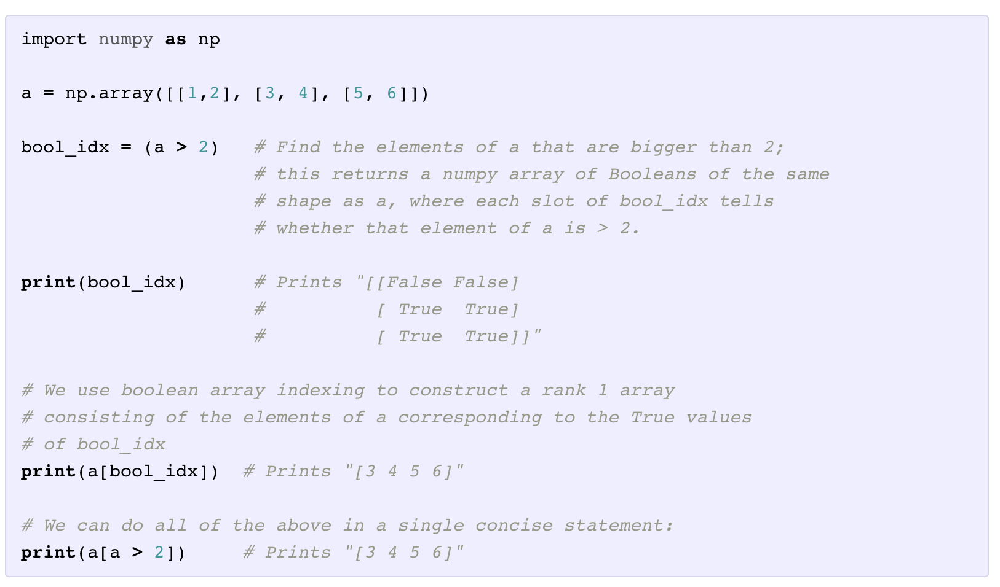 import numpy as np
a = np.array([[1,2], [3, 4], [5, 6]])
bool_idx = (a > 2)   # Find the elements of a that are bigger than 2;
                     # this returns a numpy array of Booleans of the same
                     # shape as a, where each slot of bool_idx tells
                     # whether that element of a is > 2.
print(bool_idx)      # Prints "[[False False]
                     #          [ True  True]
                     #          [ True  True]]"
# We use boolean array indexing to construct a rank 1 array
# consisting of the elements of a corresponding to the True values
# of bool_idx
print(a[bool_idx])  # Prints "[3 4 5 6]"
# We can do all of the above in a single concise statement:
print(a[a > 2])     # Prints "[3 4 5 6]"